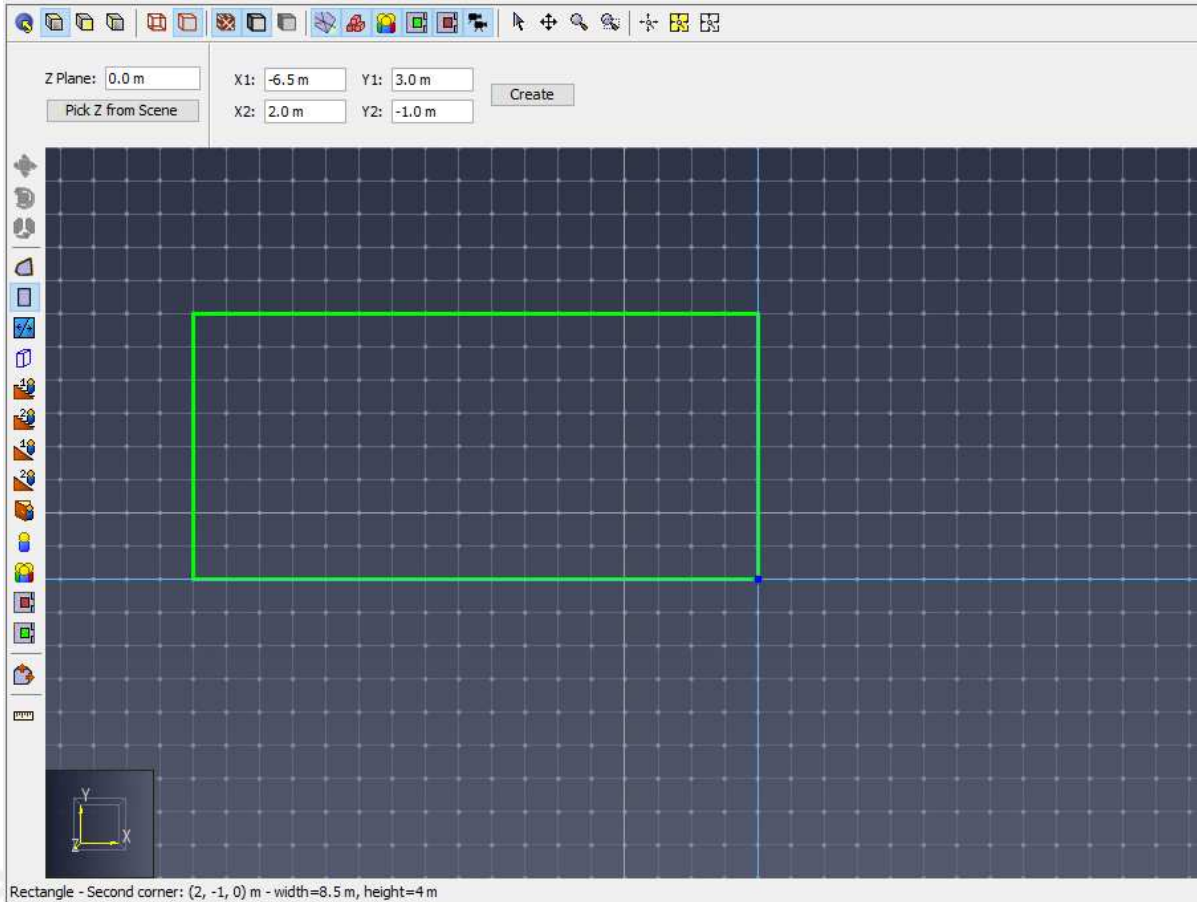 Z Plane: 0.0 m X1: -6.5 m Y1: 3.0 m
Pick Z from Scene X2: 2.0 m Y2: -1.0 m Create
Y
Z X
Rectangle - Second corner: (2, -1, 0) m - width=8.5 m, height=4 m